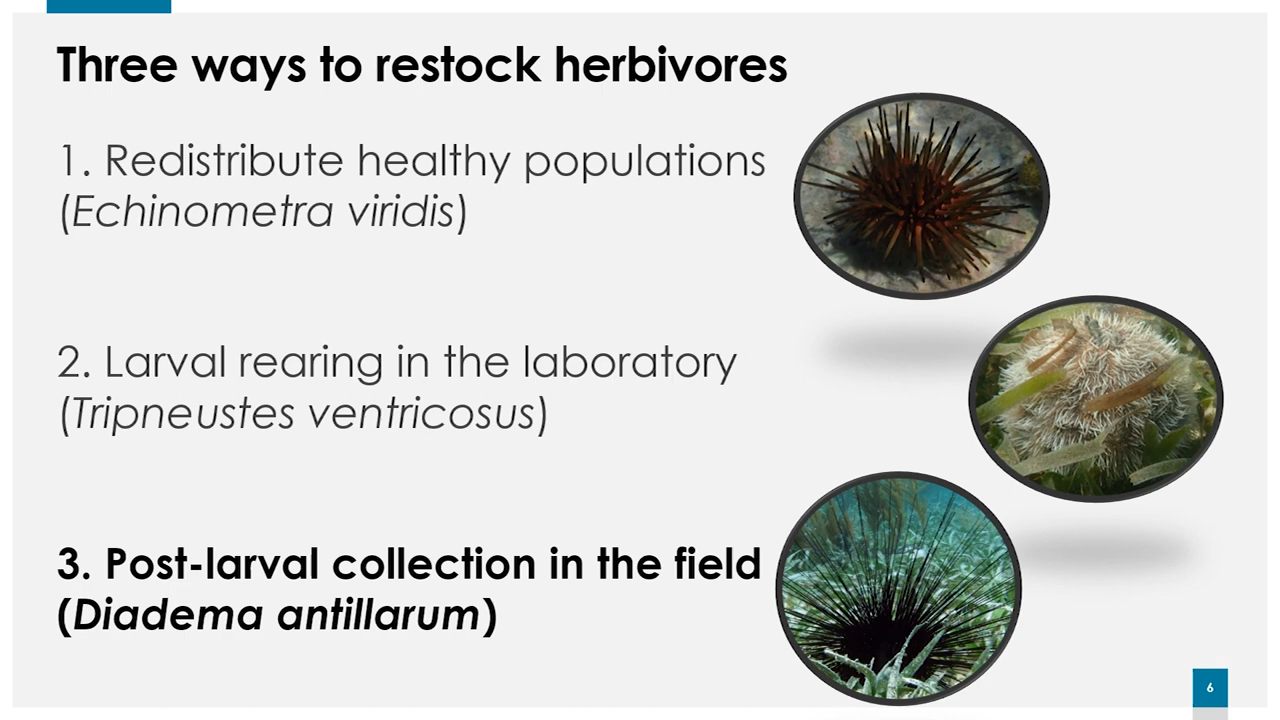 Three ways to restock herbivores
1. Redistribute healthy populations
(Echinometra viridis)
2. Larval rearing in the laboratory
(Tripneustes ventricosus)
3. Post-larval collection in the field
(Diadema antillarum)
6